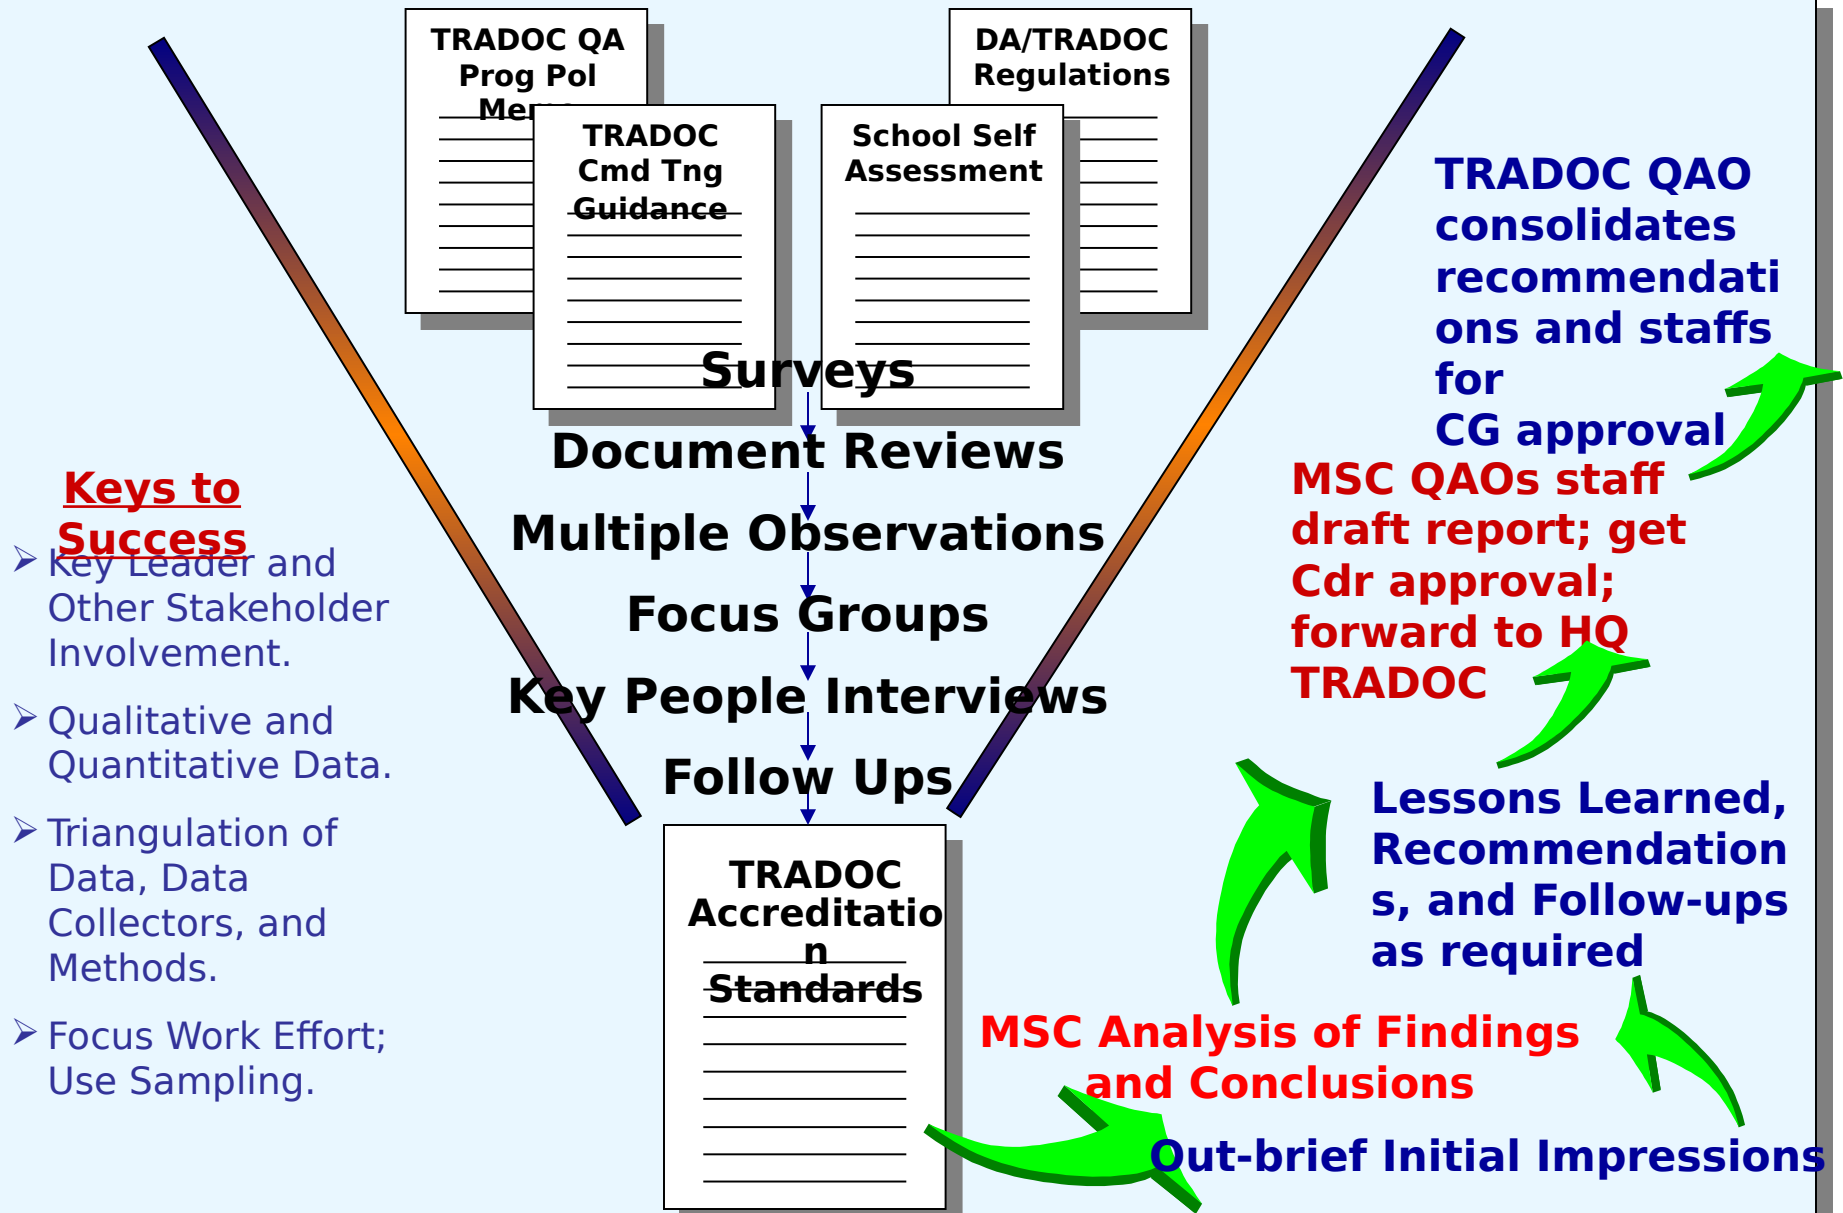 TRADOC QA
Prog Pol
Memo
DA/TRADOC
Regulations
TRADOC
Cmd Tng
Guidance
School Self
Assessment
Surveys
Document Reviews
Multiple Observations
Focus Groups
Key People Interviews
Follow Ups
TRADOC
Accreditatio
n
Standards
Keys to
Success
Key Leader and
Other Stakeholder
Involvement.
Qualitative and
Quantitative Data.
Triangulation of
Data, Data
Collectors, and
Methods.
Focus Work Effort;
Use Sampling.
TRADOC QAO
consolidates
recommendati
ons and staffs
for
CG approval
MSC QAOs staff
draft report; get
Cdr approval;
forward to HQ
TRADOC
Lessons Learned,
Recommendation
s, and Follow-ups
as required
MSC Analysis of Findings
and Conclusions
Out-brief Initial Impressions